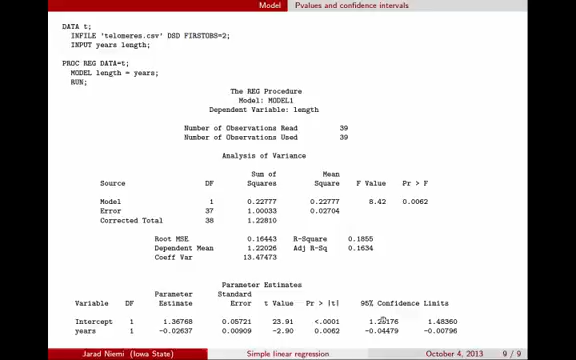 Model Pvalues and confidence intervals
DATA t;
INFILE 'telomeres.csv' DSD FIRSTOBS=2;
INPUT years length;
PROC REG DATA=t;
MODEL length = years;
RUN;
The REG Procedure
Model: MODEL1
Dependent Variable: length
Number of Observations Read 39
Number of Observations Used 39
Analysis of Variance
Sum of Mean
Source DF Squares Square F Value Pr > F
Model 1 0.22777 0.22777 8.42 0.0062
Error 37 1.00033 0.02704
Corrected Total 38 1.22810
Root MSE 0.16443 R-Square 0.1855
Dependent Mean 1.22026 Adj R-Sq 0.1634
Coeff Var 13.47473
Parameter Estimates
Parameter Standard
Variable DF Estimate Error t Value Pr > |t| 95% Confidence Limits
Intercept 1 1.36768 0.05721 23.91 <.0001 1.48360
years 1 -0.02637 0.00909 -2.90 0.0062 -0.04479 -0.00796
Jarad Niemi (Iowa State) Simple linear regression October 4, 2013 9 / 9